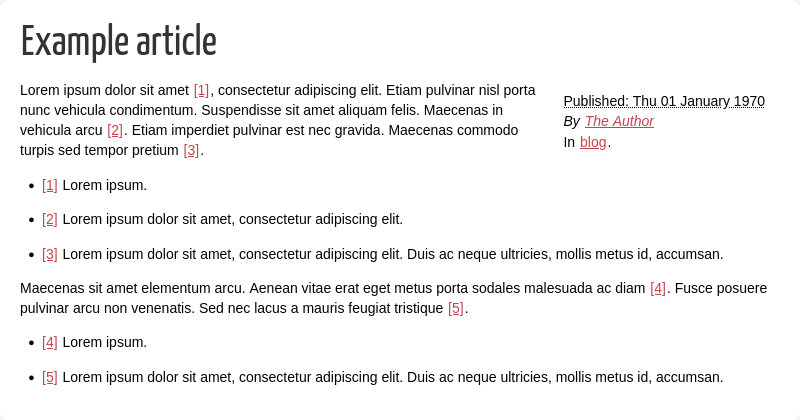 Example article
Lorem ipsum dolor sit amet [1], consectetur adipiscing elit. Etiam pulvinar nisl porta
nunc vehicula condimentum. Suspendisse sit amet aliquam felis. Maecenas in
vehicula arcu [2]. Etiam imperdiet pulvinar est nec gravida. Maecenas commodo
turpis sed tempor pretium [3].
Published: Thu 01 January 1970
By The Author
In blog.
• [1] Lorem ipsum.
• [2] Lorem ipsum dolor sit amet, consectetur adipiscing elit.
• [3] Lorem ipsum dolor sit amet, consectetur adipiscing elit. Duis ac neque ultricies, mollis metus id, accumsan.
Maecenas sit amet elementum arcu. Aenean vitae erat eget metus porta sodales malesuada ac diam [4]. Fusce posuere
pulvinar arcu non venenatis. Sed nec lacus a mauris feugiat tristique [5].
• [4] Lorem ipsum.
• [5] Lorem ipsum dolor sit amet, consectetur adipiscing elit. Duis ac neque ultricies, mollis metus id, accumsan.